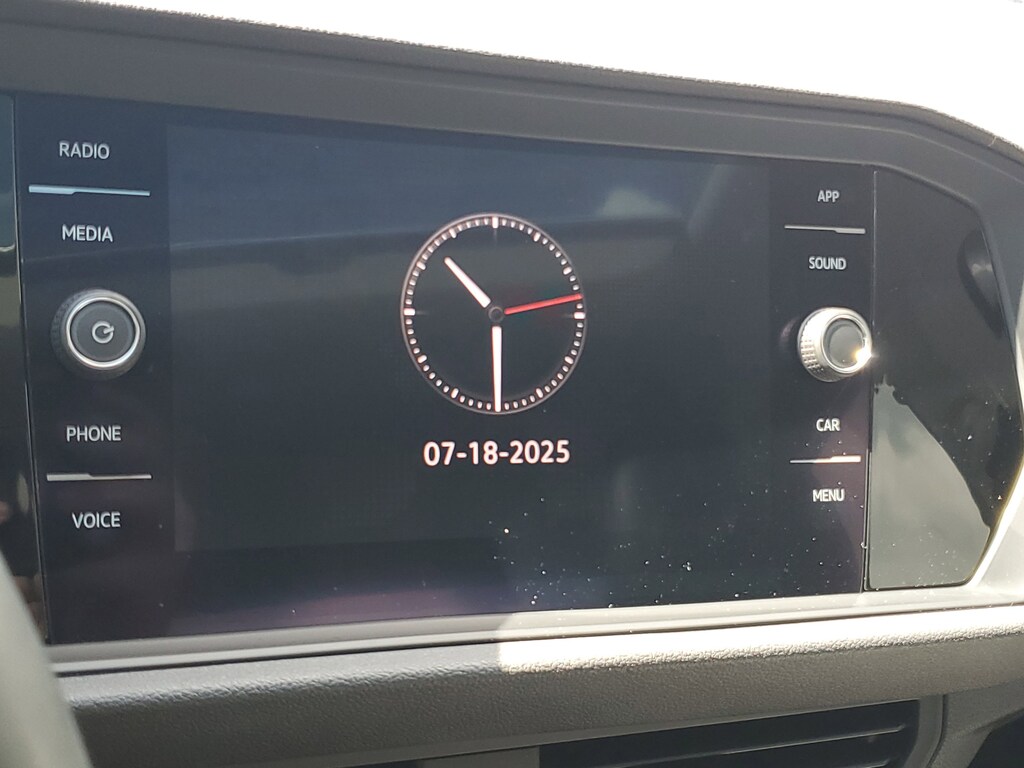 RADIO
MEDIA
PHONE
VOICE
07-18-2025
APP
SOUND
CAR
MENU